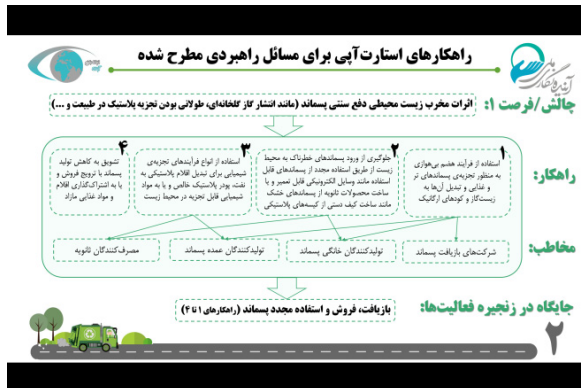 راهکارهای استارت‌آپی برای مسائل راهبردی مطرح شده
آینده‌نگاری ملی
چالش/فرصت ۱:
اثرات مخرب زیست محیطی دفع سنتی پسماند (مانند انتشار گاز گلخانه‌ای، طولانی بودن تجزیه پلاستیک در طبیعت و ...)
راهکار:
۱
استفاده از فرآیند هضم بی‌هوازی
به منظور تجزیه‌ی پسماندهای تر
و غذایی و تبدیل آن‌ها به
زیست‌گاز و کودهای ارگانیک
۲
جلوگیری از ورود پسماندهای خطرناک به محیط
زیست از طریق استفاده مجدد از پسماندهای قابل
استفاده مانند وسایل الکترونیکی قابل تعمیر و یا
ساخت محصولات ثانویه از پسماندهای خشک
مانند ساخت کیف دستی از کیسه‌های پلاستیکی
۳
استفاده از انواع فرآیندهای تجزیه‌ی
شیمیایی برای تبدیل اقلام پلاستیکی به
نفت، پودر پلاستیک خالص و یا به مواد
شیمیایی قابل تجزیه در محیط زیست
۴
تشویق به کاهش تولید
پسماند با ترویج فروش و
یا به اشتراک‌گذاری اقلام
و مواد غذایی مازاد
مخاطب:
شرکت‌های بازیافت پسماند
تولیدکنندگان خانگی پسماند
تولیدکنندگان عمده پسماند
مصرف‌کنندگان ثانویه
جایگاه در زنجیره فعالیت‌ها:
بازیافت، فروش و استفاده مجدد پسماند (راهکارهای ۱ تا ۴)
۲